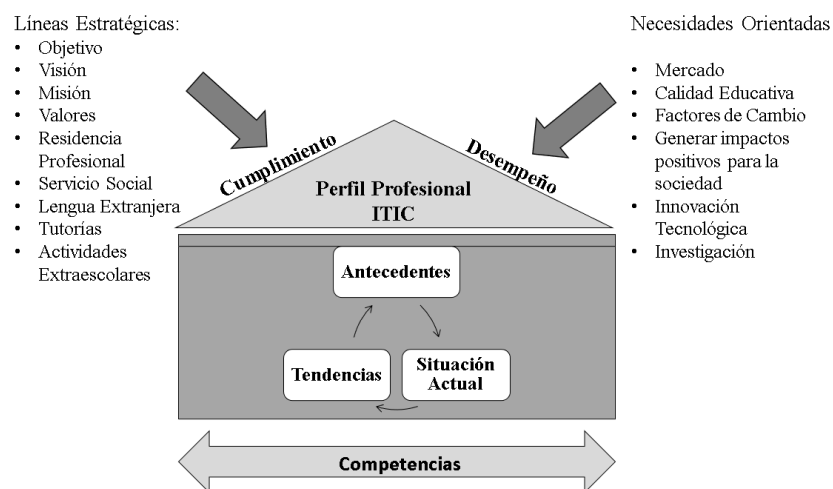 Líneas Estratégicas:
• Objetivo
• Visión
• Misión
• Valores
• Residencia
Profesional
• Servicio Social
• Lengua Extranjera
• Tutorías
• Actividades
Extraescolares
Necesidades Orientadas
• Mercado
• Calidad Educativa
• Factores de Cambio
• Generar impactos
positivos para la
sociedad
• Innovación
Tecnológica
• Investigación
Cumplimiento
Desempeño
Perfil Profesional
ITIC
Antecedentes
Tendencias
Situación
Actual
Competencias